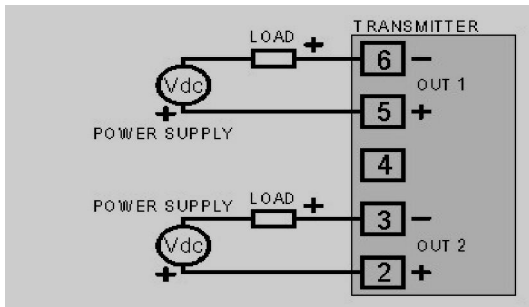 TRANSMITTER
LOAD +
6 −
Vdc
OUT 1
+ 5 +
POWER SUPPLY
4
POWER SUPPLY LOAD +
3 −
Vdc
OUT 2
+ 2 +